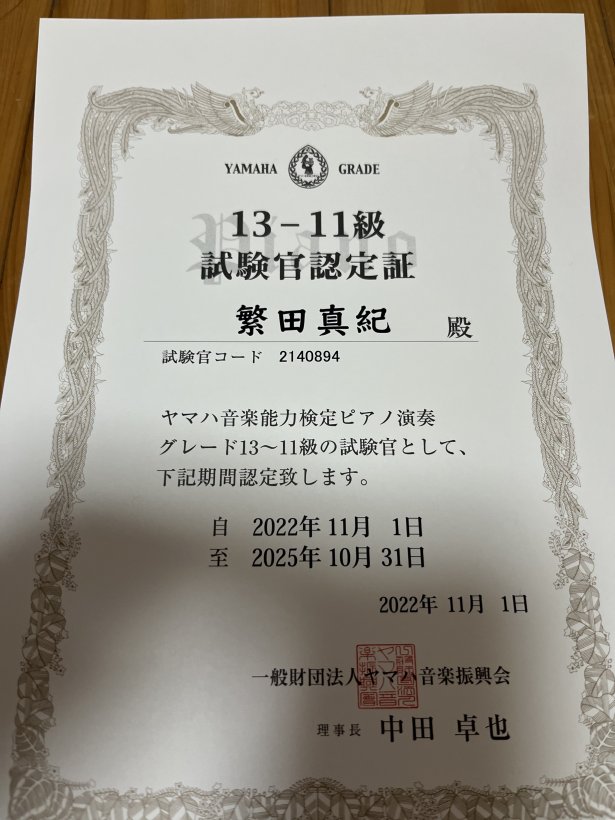 YAMAHA GRADE
Piano
13−11級
試験官認定証
繁田真紀 殿
試験官コード 2140894
ヤマハ音楽能力検定ピアノ演奏
グレード13〜11級の試験官として、
下記期間認定致します。
自 2022年 11月 1日
至 2025年 10月 31日
2022年 11月 1日
一般財団法人ヤマハ音楽振興会
理事長 中田 卓也